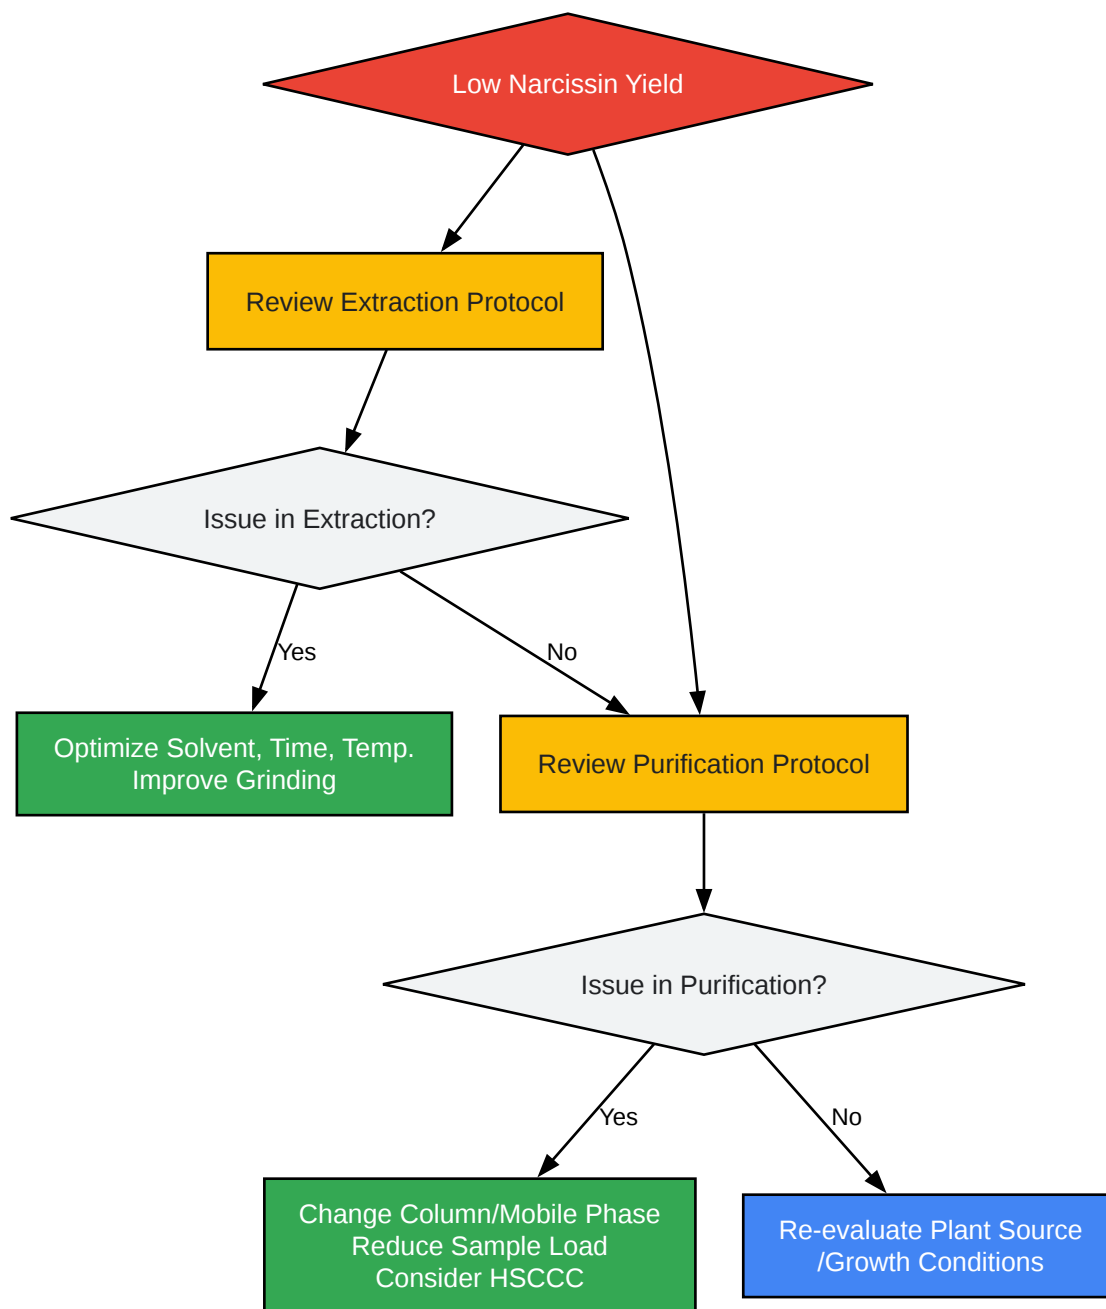 Low Narcissin Yield
Review Extraction Protocol
Issue in Extraction?
Yes
No
Optimize Solvent, Time, Temp.
Improve Grinding
Review Purification Protocol
Issue in Purification?
Yes
No
Change Column/Mobile Phase
Reduce Sample Load
Consider HSCCC
Re-evaluate Plant Source
/Growth Conditions